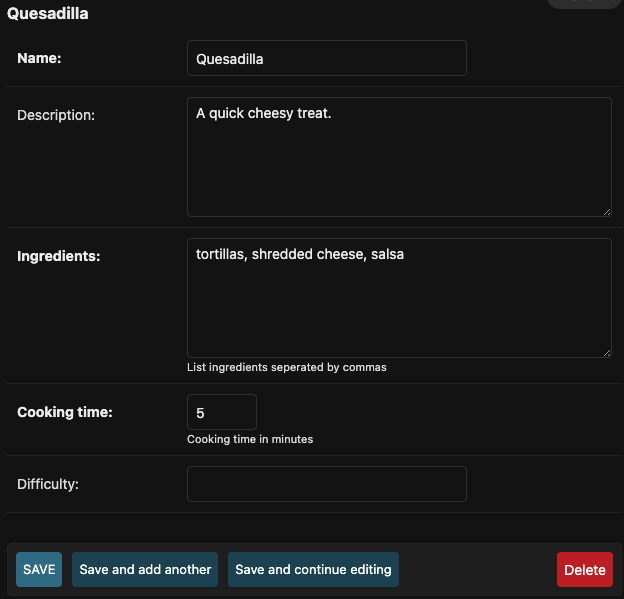 Quesadilla
Name: Quesadilla
Description: A quick cheesy treat.
Ingredients: tortillas, shredded cheese, salsa
List ingredients seperated by commas
Cooking time: 5
Cooking time in minutes
Difficulty:
SAVE Save and add another Save and continue editing Delete